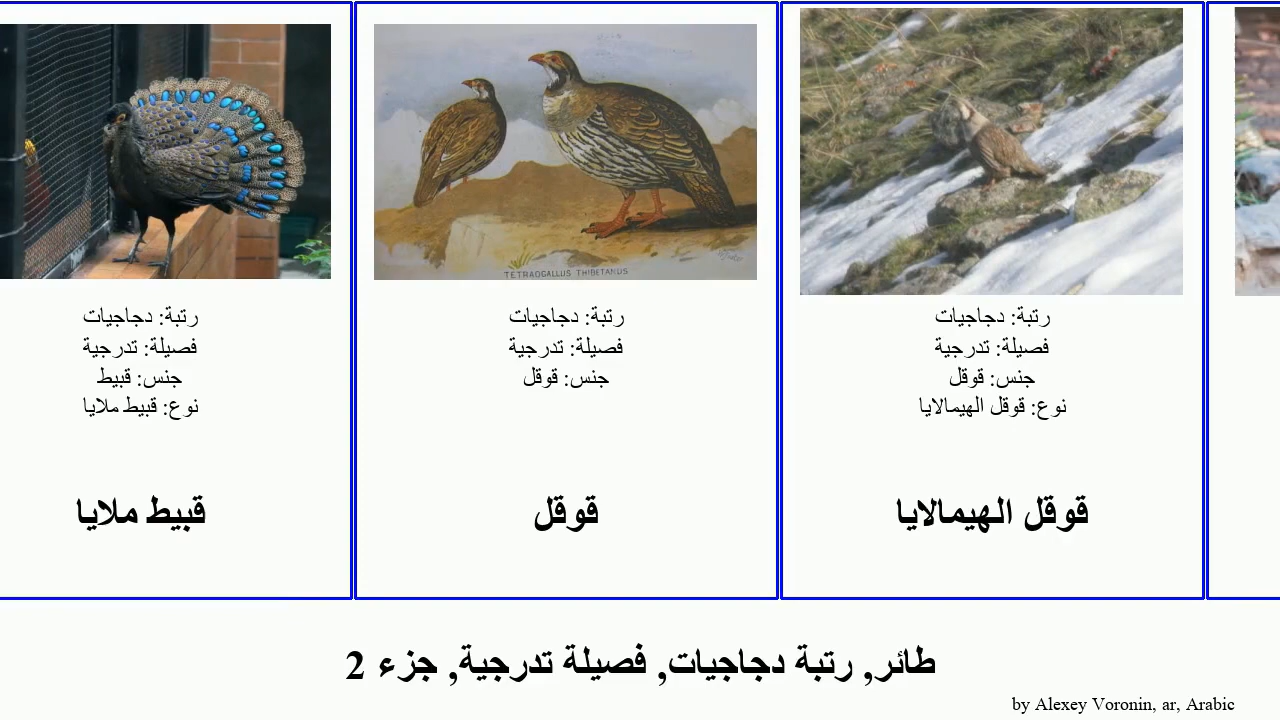 رتبة: دجاجيات
فصيلة: تدرجية
جنس: قبيط
نوع: قبيط ملايا
قبيط ملايا
TETRAOGALLUS THIBETANUS
رتبة: دجاجيات
فصيلة: تدرجية
جنس: قوقل
قوقل
رتبة: دجاجيات
فصيلة: تدرجية
جنس: قوقل
نوع: قوقل الهيمالايا
قوقل الهيمالايا
طائر, رتبة دجاجيات, فصيلة تدرجية, جزء 2
by Alexey Voronin, ar, Arabic